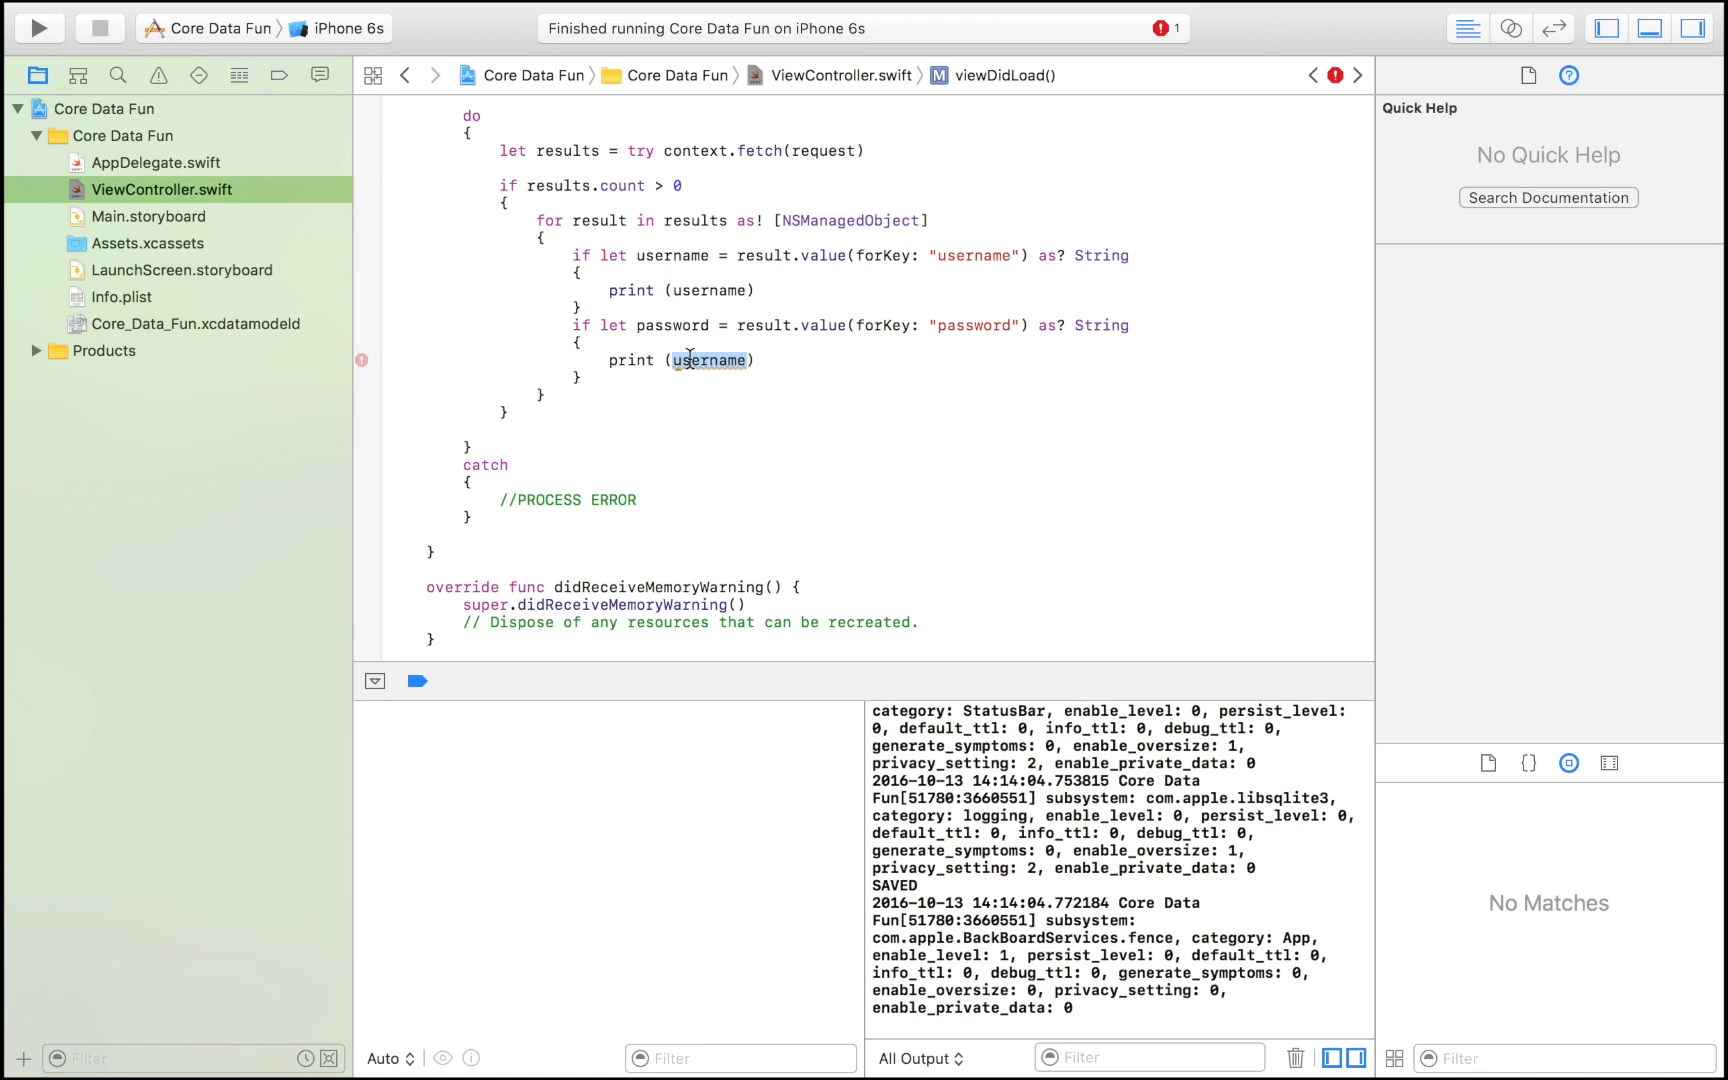 Core Data Fun iPhone 6s
Finished running Core Data Fun on iPhone 6s
1
Core Data Fun Core Data Fun ViewController.swift M viewDidLoad()
Core Data Fun
Core Data Fun
AppDelegate.swift
ViewController.swift
Main.storyboard
Assets.xcassets
LaunchScreen.storyboard
Info.plist
Core_Data_Fun.xcdatamodeld
Products
do
{
let results = try context.fetch(request)
if results.count > 0
{
for result in results as! [NSManagedObject]
{
if let username = result.value(forKey: "username") as? String
{
print (username)
}
if let password = result.value(forKey: "password") as? String
{
print (username)
}
}
}
}
catch
{
//PROCESS ERROR
}
}
override func didReceiveMemoryWarning() {
super.didReceiveMemoryWarning()
// Dispose of any resources that can be recreated.
}
Quick Help
No Quick Help
Search Documentation
category: StatusBar, enable_level: 0, persist_level:
0, default_ttl: 0, info_ttl: 0, debug_ttl: 0,
generate_symptoms: 0, enable_oversize: 1,
privacy_setting: 2, enable_private_data: 0
2016-10-13 14:14:04.753815 Core Data
Fun[51780:3660551] subsystem: com.apple.libsqlite3,
category: logging, enable_level: 0, persist_level: 0,
default_ttl: 0, info_ttl: 0, debug_ttl: 0,
generate_symptoms: 0, enable_oversize: 1,
privacy_setting: 2, enable_private_data: 0
SAVED
2016-10-13 14:14:04.772184 Core Data
Fun[51780:3660551] subsystem:
com.apple.BackBoardServices.fence, category: App,
enable_level: 1, persist_level: 0, default_ttl: 0,
info_ttl: 0, debug_ttl: 0, generate_symptoms: 0,
enable_oversize: 0, privacy_setting: 0,
enable_private_data: 0
No Matches
Filter
Auto
Filter
All Output
Filter
Filter